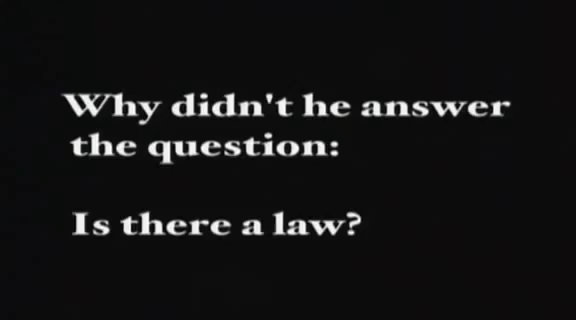 Why didn't he answer
the question:
Is there a law?